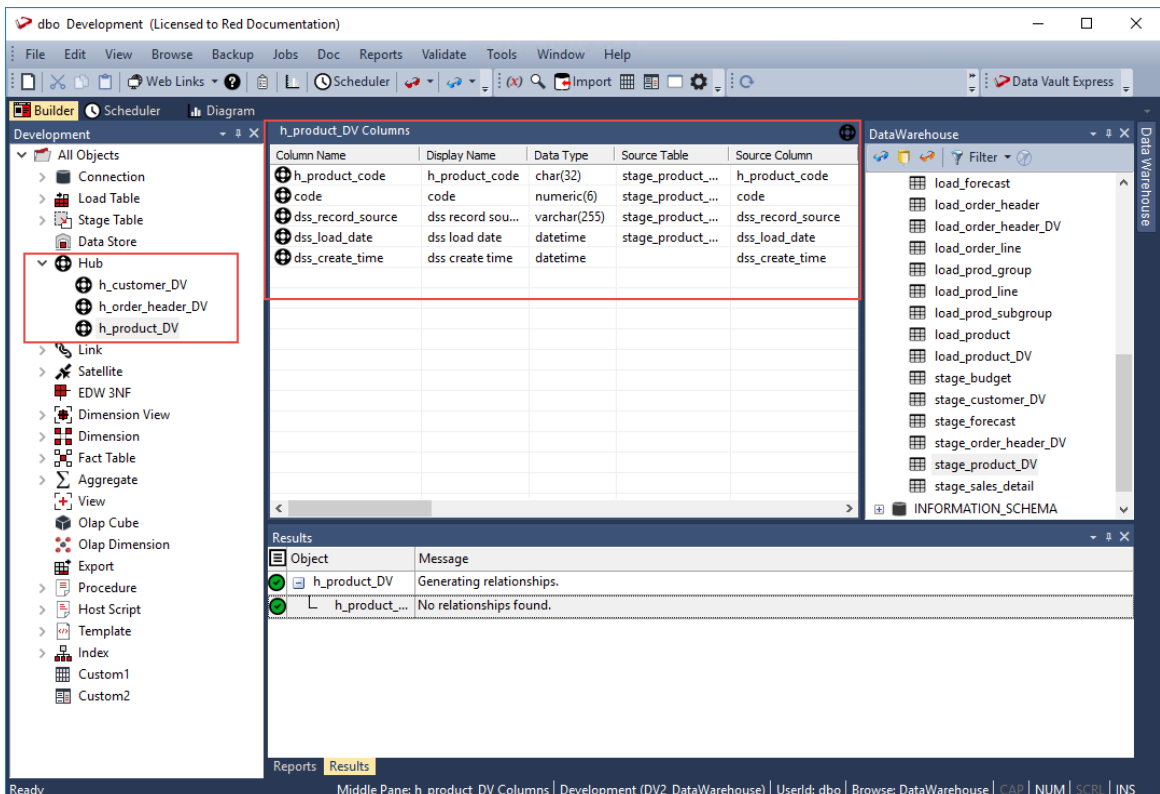 dbo Development (Licensed to Red Documentation)
File Edit View Browse Backup Jobs Doc Reports Validate Tools Window Help
Web Links Scheduler (x) Import Data Vault Express
Builder Scheduler Diagram
Development
All Objects
Connection
Load Table
Stage Table
Data Store
Hub
h_customer_DV
h_order_header_DV
h_product_DV
Link
Satellite
EDW 3NF
Dimension View
Dimension
Fact Table
Aggregate
View
Olap Cube
Olap Dimension
Export
Procedure
Host Script
Template
Index
Custom1
Custom2
h_product_DV Columns
Column Name Display Name Data Type Source Table Source Column
h_product_code h_product_code char(32) stage_product_... h_product_code
code code numeric(6) stage_product_... code
dss_record_source dss record sou... varchar(255) stage_product_... dss_record_source
dss_load_date dss load date datetime stage_product_... dss_load_date
dss_create_time dss create time datetime dss_create_time
DataWarehouse
Filter
load_forecast
load_order_header
load_order_header_DV
load_order_line
load_prod_group
load_prod_line
load_prod_subgroup
load_product
load_product_DV
stage_budget
stage_customer_DV
stage_forecast
stage_order_header_DV
stage_product_DV
stage_sales_detail
INFORMATION_SCHEMA
Data Warehouse
Results
Object Message
h_product_DV Generating relationships.
h_product_... No relationships found.
Reports Results
Ready Middle Pane: h_product_DV Columns Development (DV2_DataWarehouse) UserId: dbo Browse: DataWarehouse CAP NUM SCRL INS